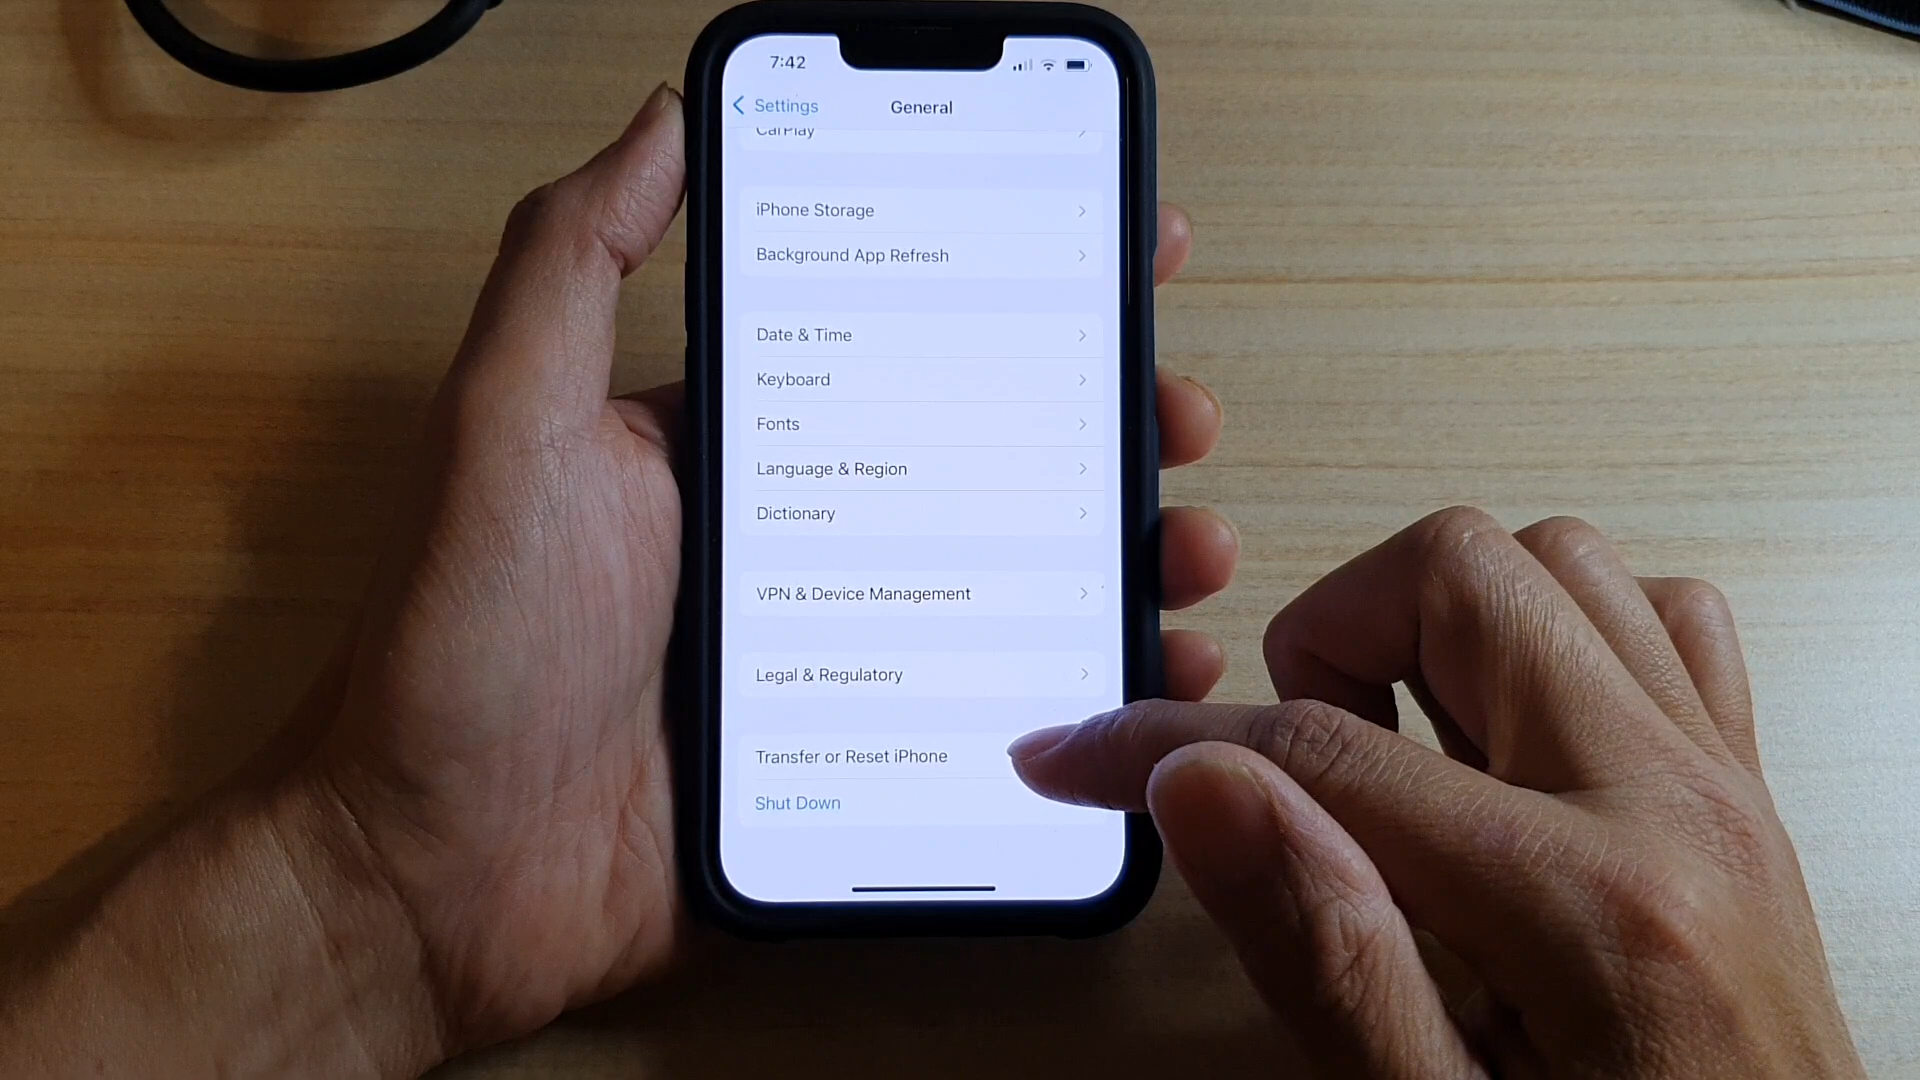 7:42
Settings
General
CarPlay
iPhone Storage
Background App Refresh
Date & Time
Keyboard
Fonts
Language & Region
Dictionary
VPN & Device Management
Legal & Regulatory
Transfer or Reset iPhone
Shut Down